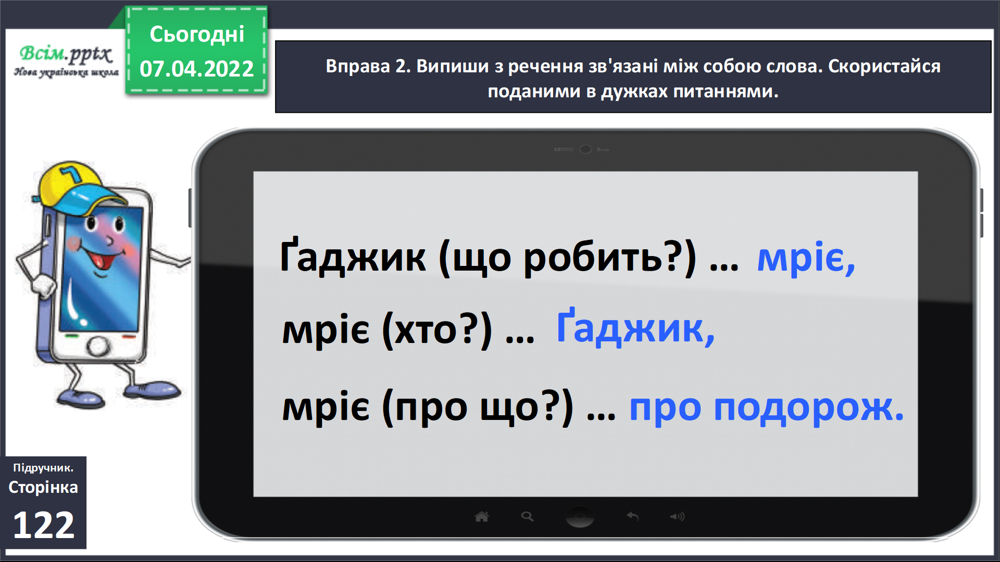 Сьогодні
07.04.2022
Всім.pptx
Нова українська школа
Вправа 2. Випиши з речення зв'язані між собою слова. Скористайся
поданими в дужках питаннями.
Ґаджик (що робить?) ... мріє,
мріє (хто?) ... Ґаджик,
мріє (про що?) ... про подорож.
Підручник.
Сторінка
122